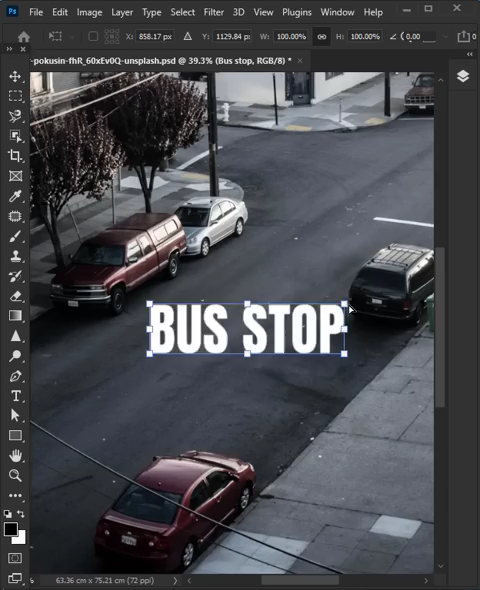 Ps File Edit Image Layer Type Select Filter 3D View Plugins Window Help
X: 858.17 px Y: 1129.84 px W: 100.00% H: 100.00% 0.00
-pokusin-fhR_60xEv0Q-unsplash.psd @ 39.3% (Bus stop, RGB/8) *
BUS STOP
63.36 cm x 75.21 cm (72 ppi)